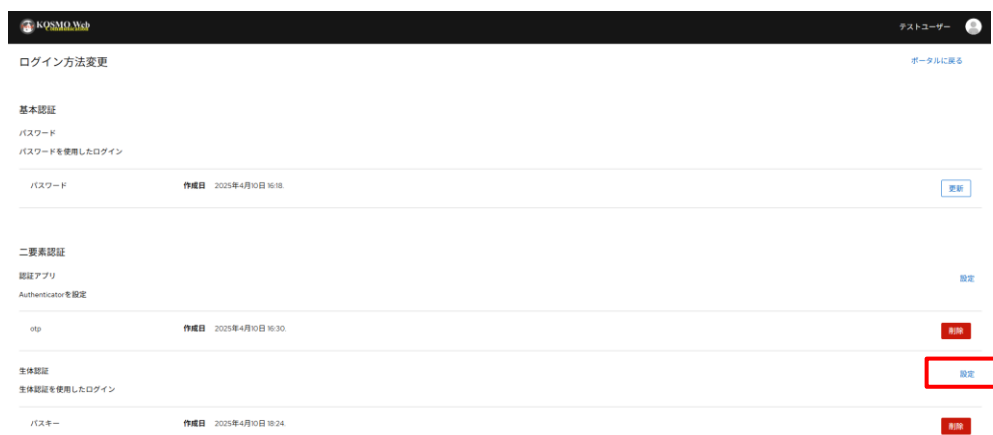 KOSMO Web
Communication
テストユーザー
ログイン方法変更
ポータルに戻る
基本認証
パスワード
パスワードを使用したログイン
パスワード 作成日 2025年4月10日 16:18. 更新
二要素認証
認証アプリ
設定
Authenticatorを設定
otp 作成日 2025年4月10日 16:30. 削除
生体認証
設定
生体認証を使用したログイン
パスキー 作成日 2025年4月10日 18:24. 削除